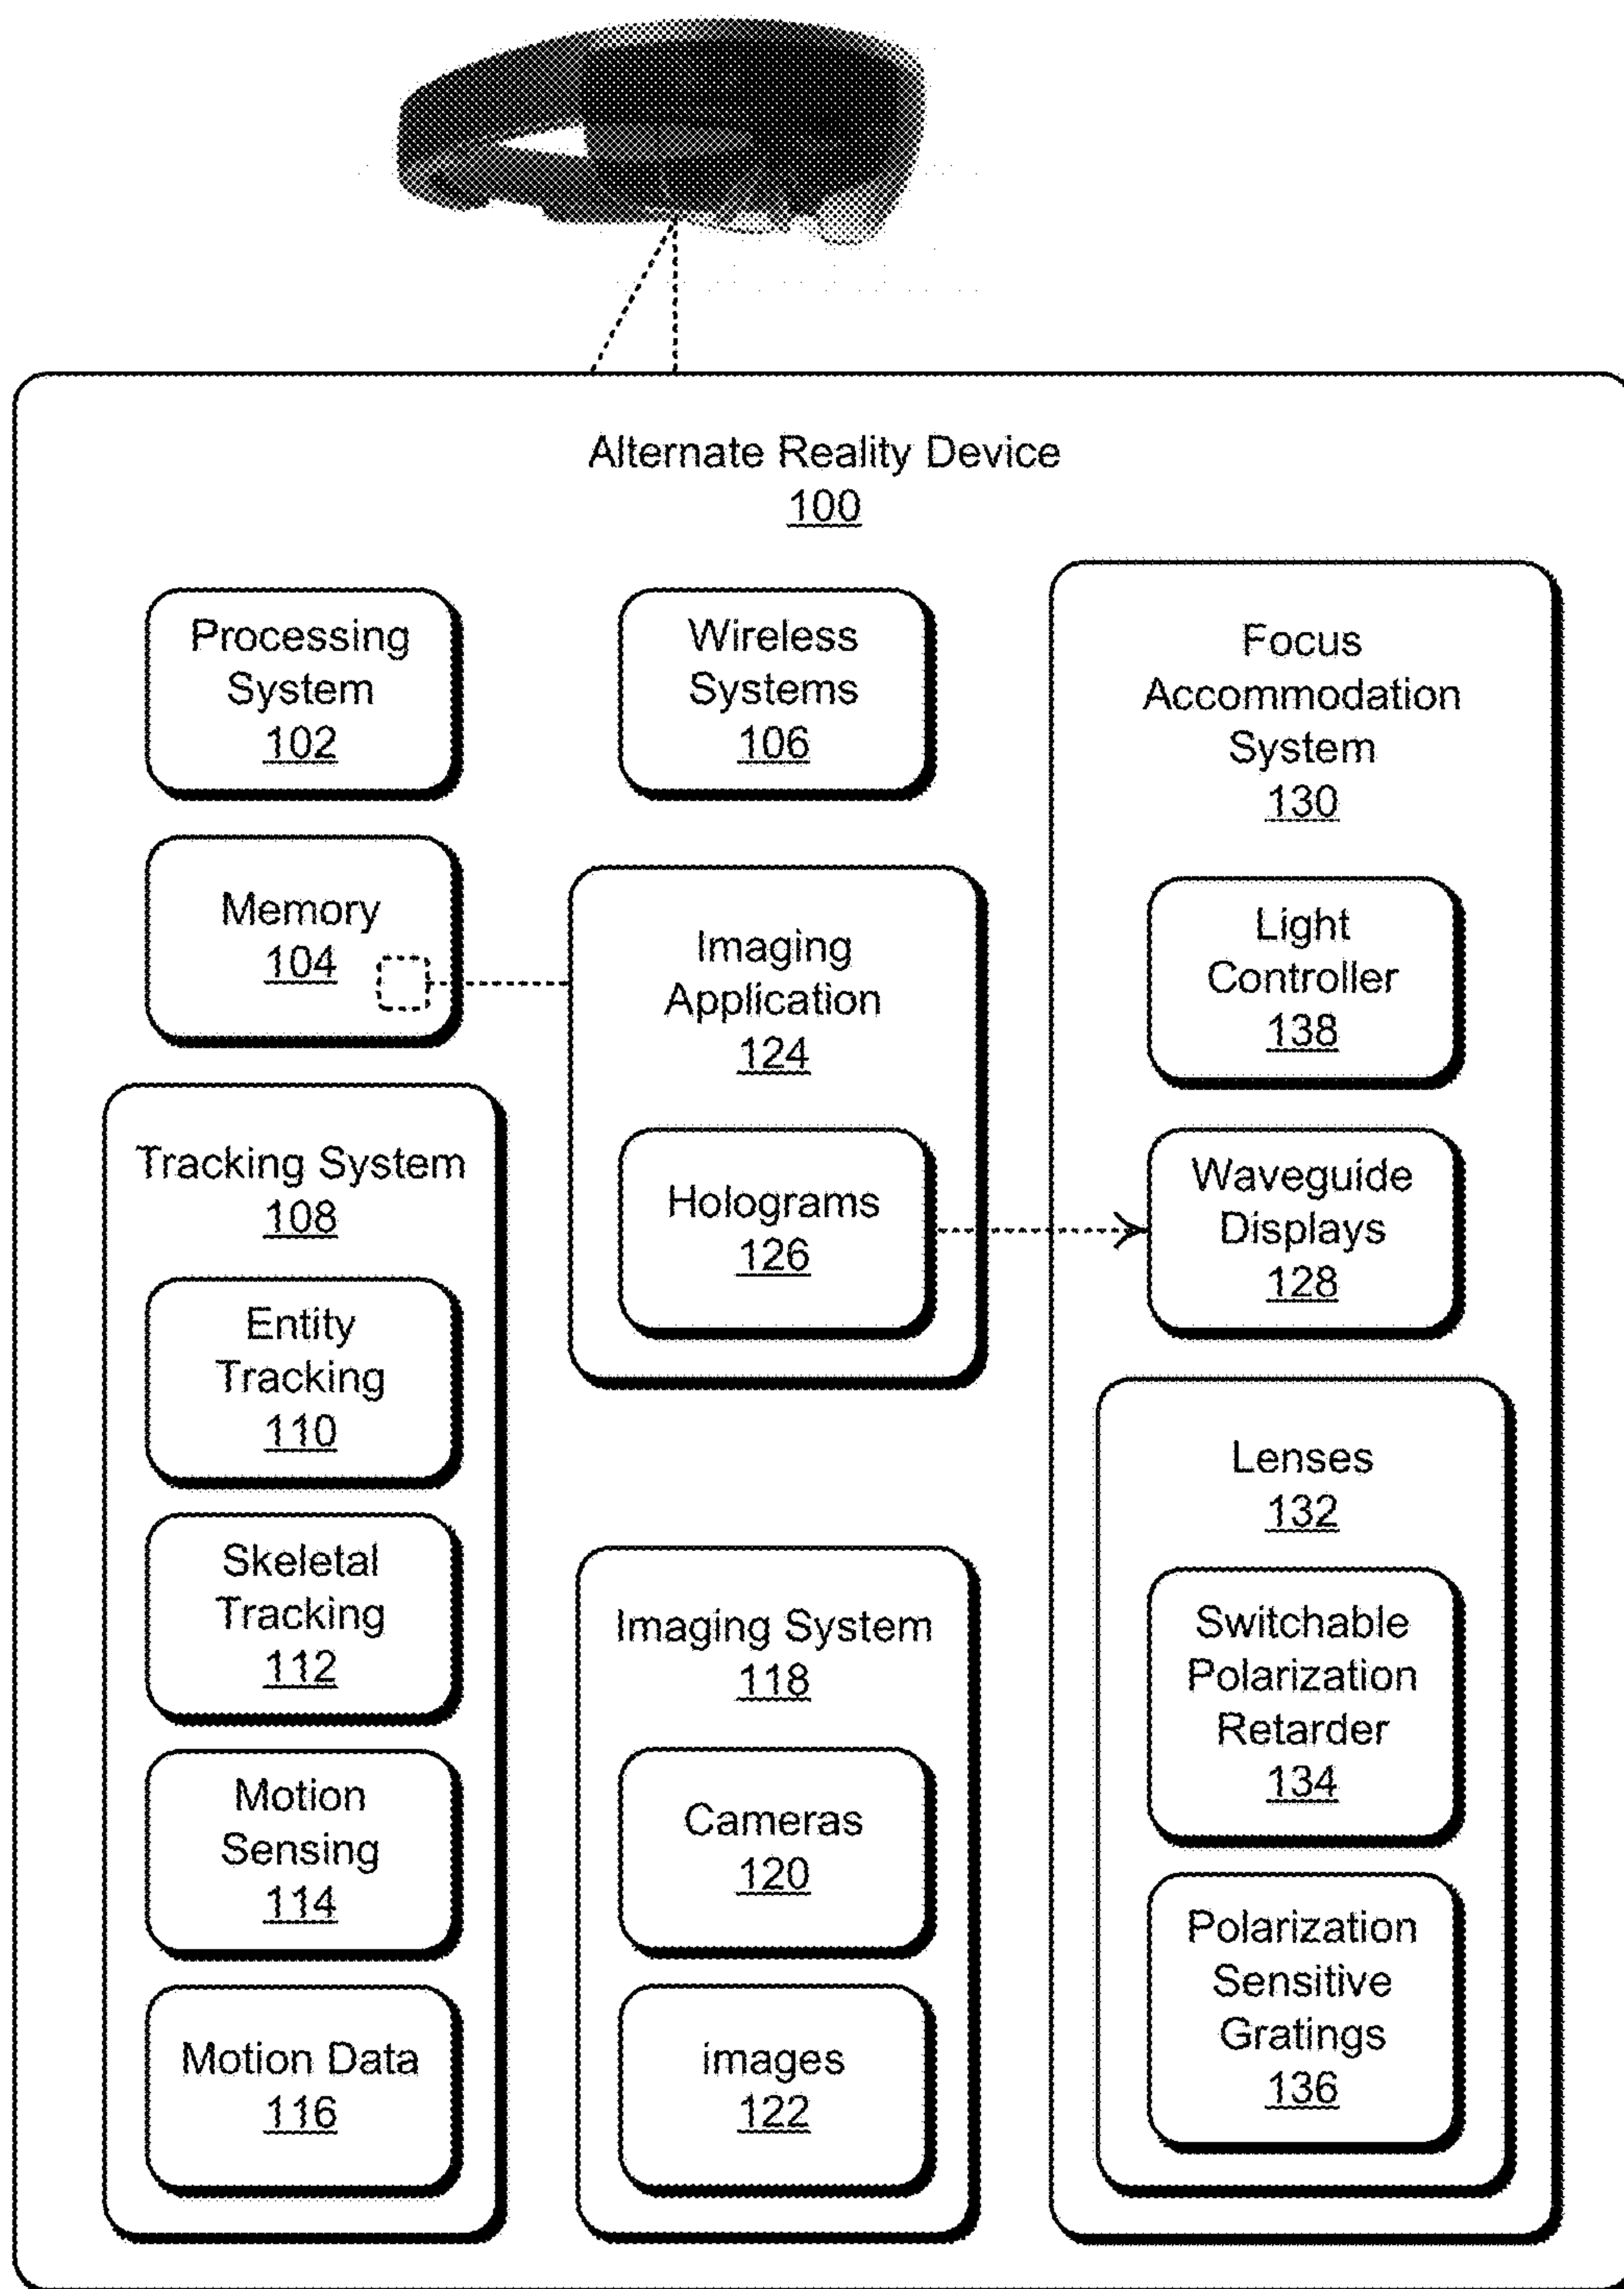 Alternate Reality Device
100
Processing
System
102
Wireless
Systems
106
Memory
104
Imaging
Application
124
Holograms
126
Tracking System
108
Entity
Tracking
110
Skeletal
Tracking
112
Motion
Sensing
114
Motion Data
116
Imaging System
118
Cameras
120
images
122
Focus
Accommodation
System
130
Light
Controller
138
Waveguide
Displays
128
Lenses
132
Switchable
Polarization
Retarder
134
Polarization
Sensitive
Gratings
136